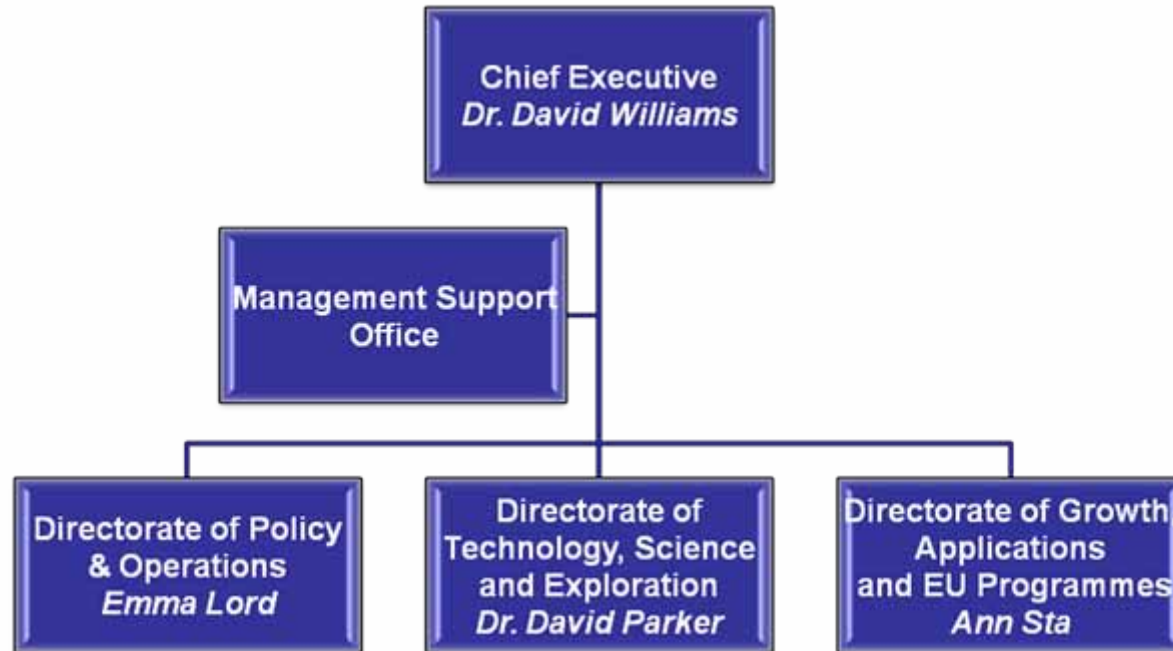 Chief Executive
Dr. David Williams
Management Support
Office
Directorate of Policy
& Operations
Emma Lord
Directorate of
Technology, Science
and Exploration
Dr. David Parker
Directorate of Growth
Applications
and EU Programmes
Ann Sta